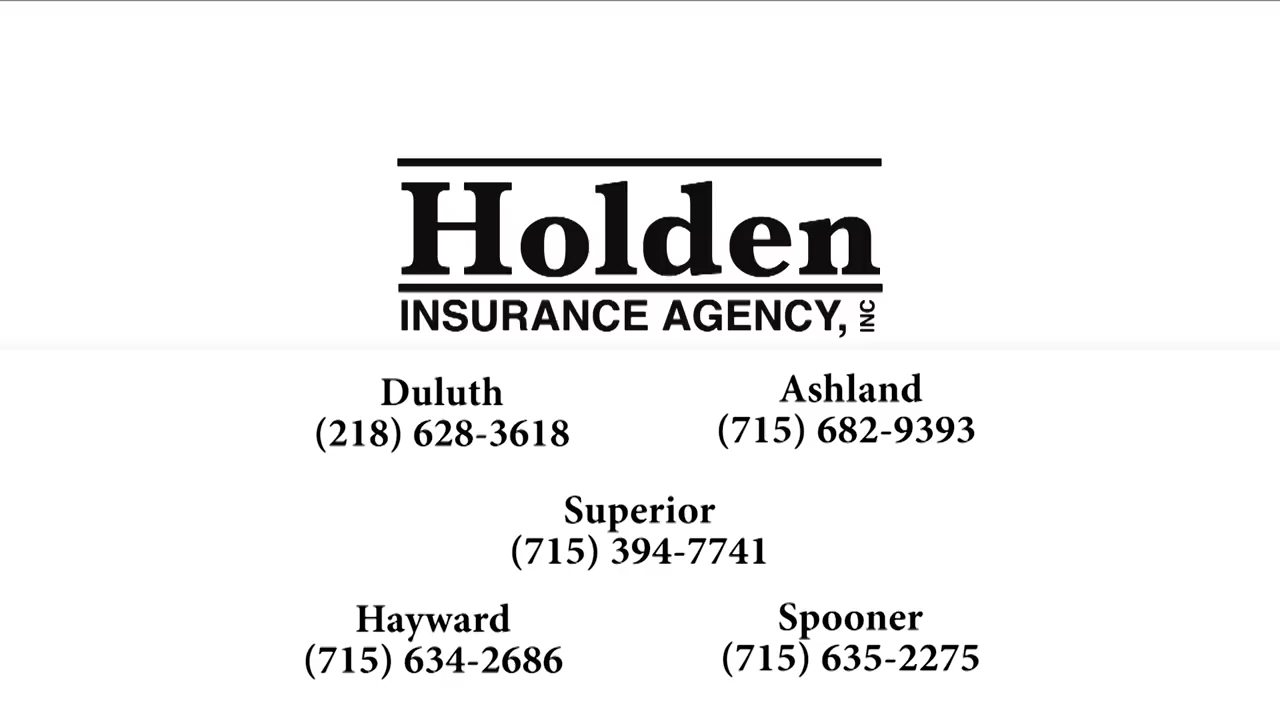 Holden
INSURANCE AGENCY, INC
Duluth
(218) 628-3618
Ashland
(715) 682-9393
Superior
(715) 394-7741
Hayward
(715) 634-2686
Spooner
(715) 635-2275